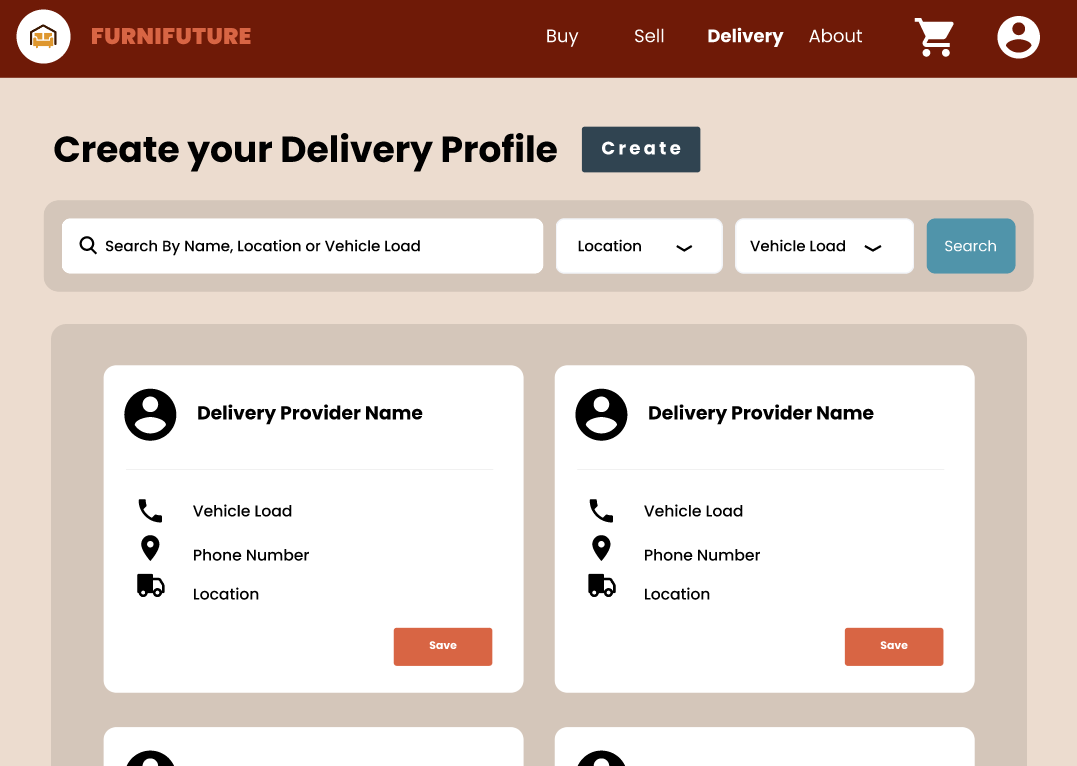 FURNIFUTURE
Buy Sell Delivery About
Create your Delivery Profile Create
Search By Name, Location or Vehicle Load Location Vehicle Load Search
Delivery Provider Name
Vehicle Load
Phone Number
Location
Save
Delivery Provider Name
Vehicle Load
Phone Number
Location
Save